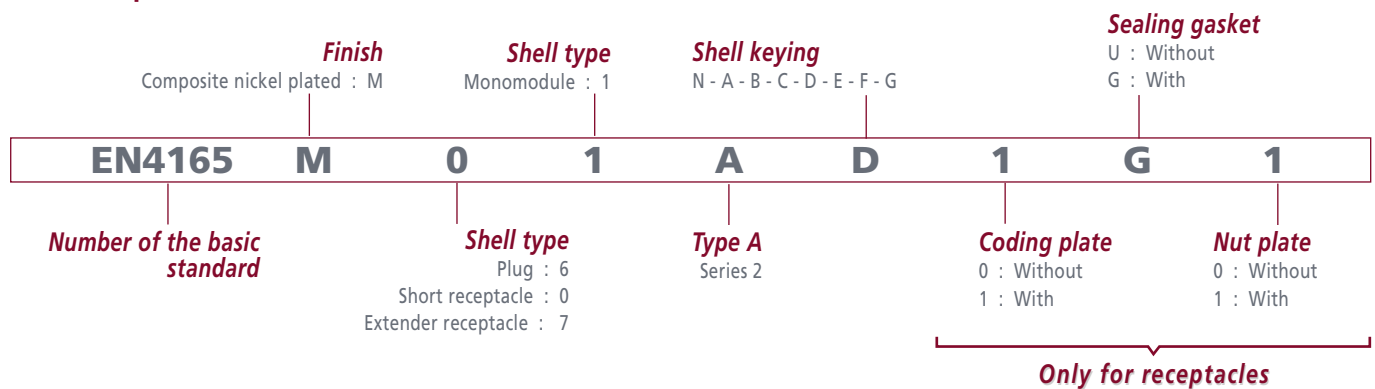 Sealing gasket
U : Without
G : With
Finish
Composite nickel plated : M
Shell type
Monomodule : 1
Shell keying
N - A - B - C - D - E - F - G
EN4165 M 0 1 A D 1 G 1
Number of the basic
standard
Shell type
Plug : 6
Short receptacle : 0
Extender receptacle : 7
Type A
Series 2
Coding plate
0 : Without
1 : With
Nut plate
0 : Without
1 : With
Only for receptacles